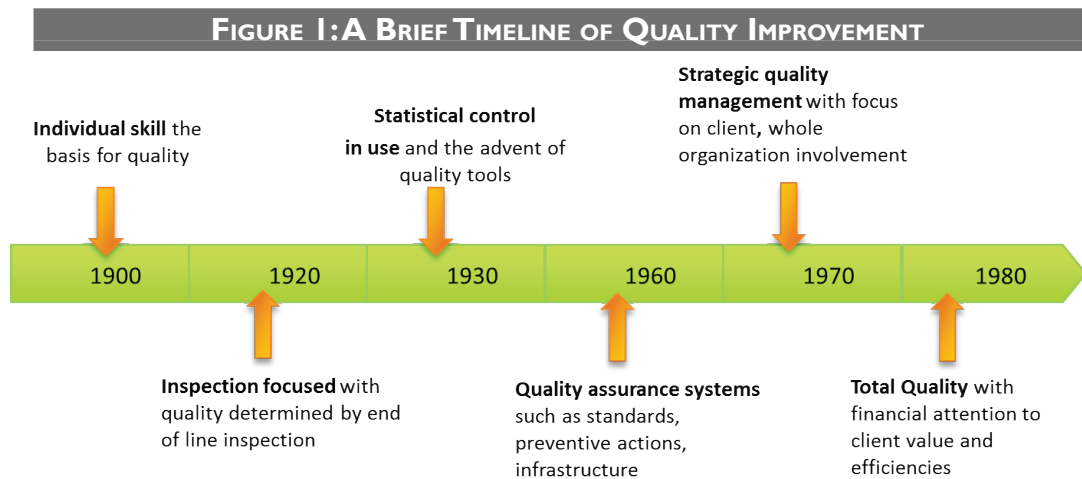 FIGURE 1: A BRIEF TIMELINE OF QUALITY IMPROVEMENT
Individual skill the
basis for quality
Statistical control
in use and the advent of
quality tools
Strategic quality
management with focus
on client, whole
organization involvement
1900
1920
1930
1960
1970
1980
Inspection focused with
quality determined by end
of line inspection
Quality assurance systems
such as standards,
preventive actions,
infrastructure
Total Quality with
financial attention to
client value and
efficiencies